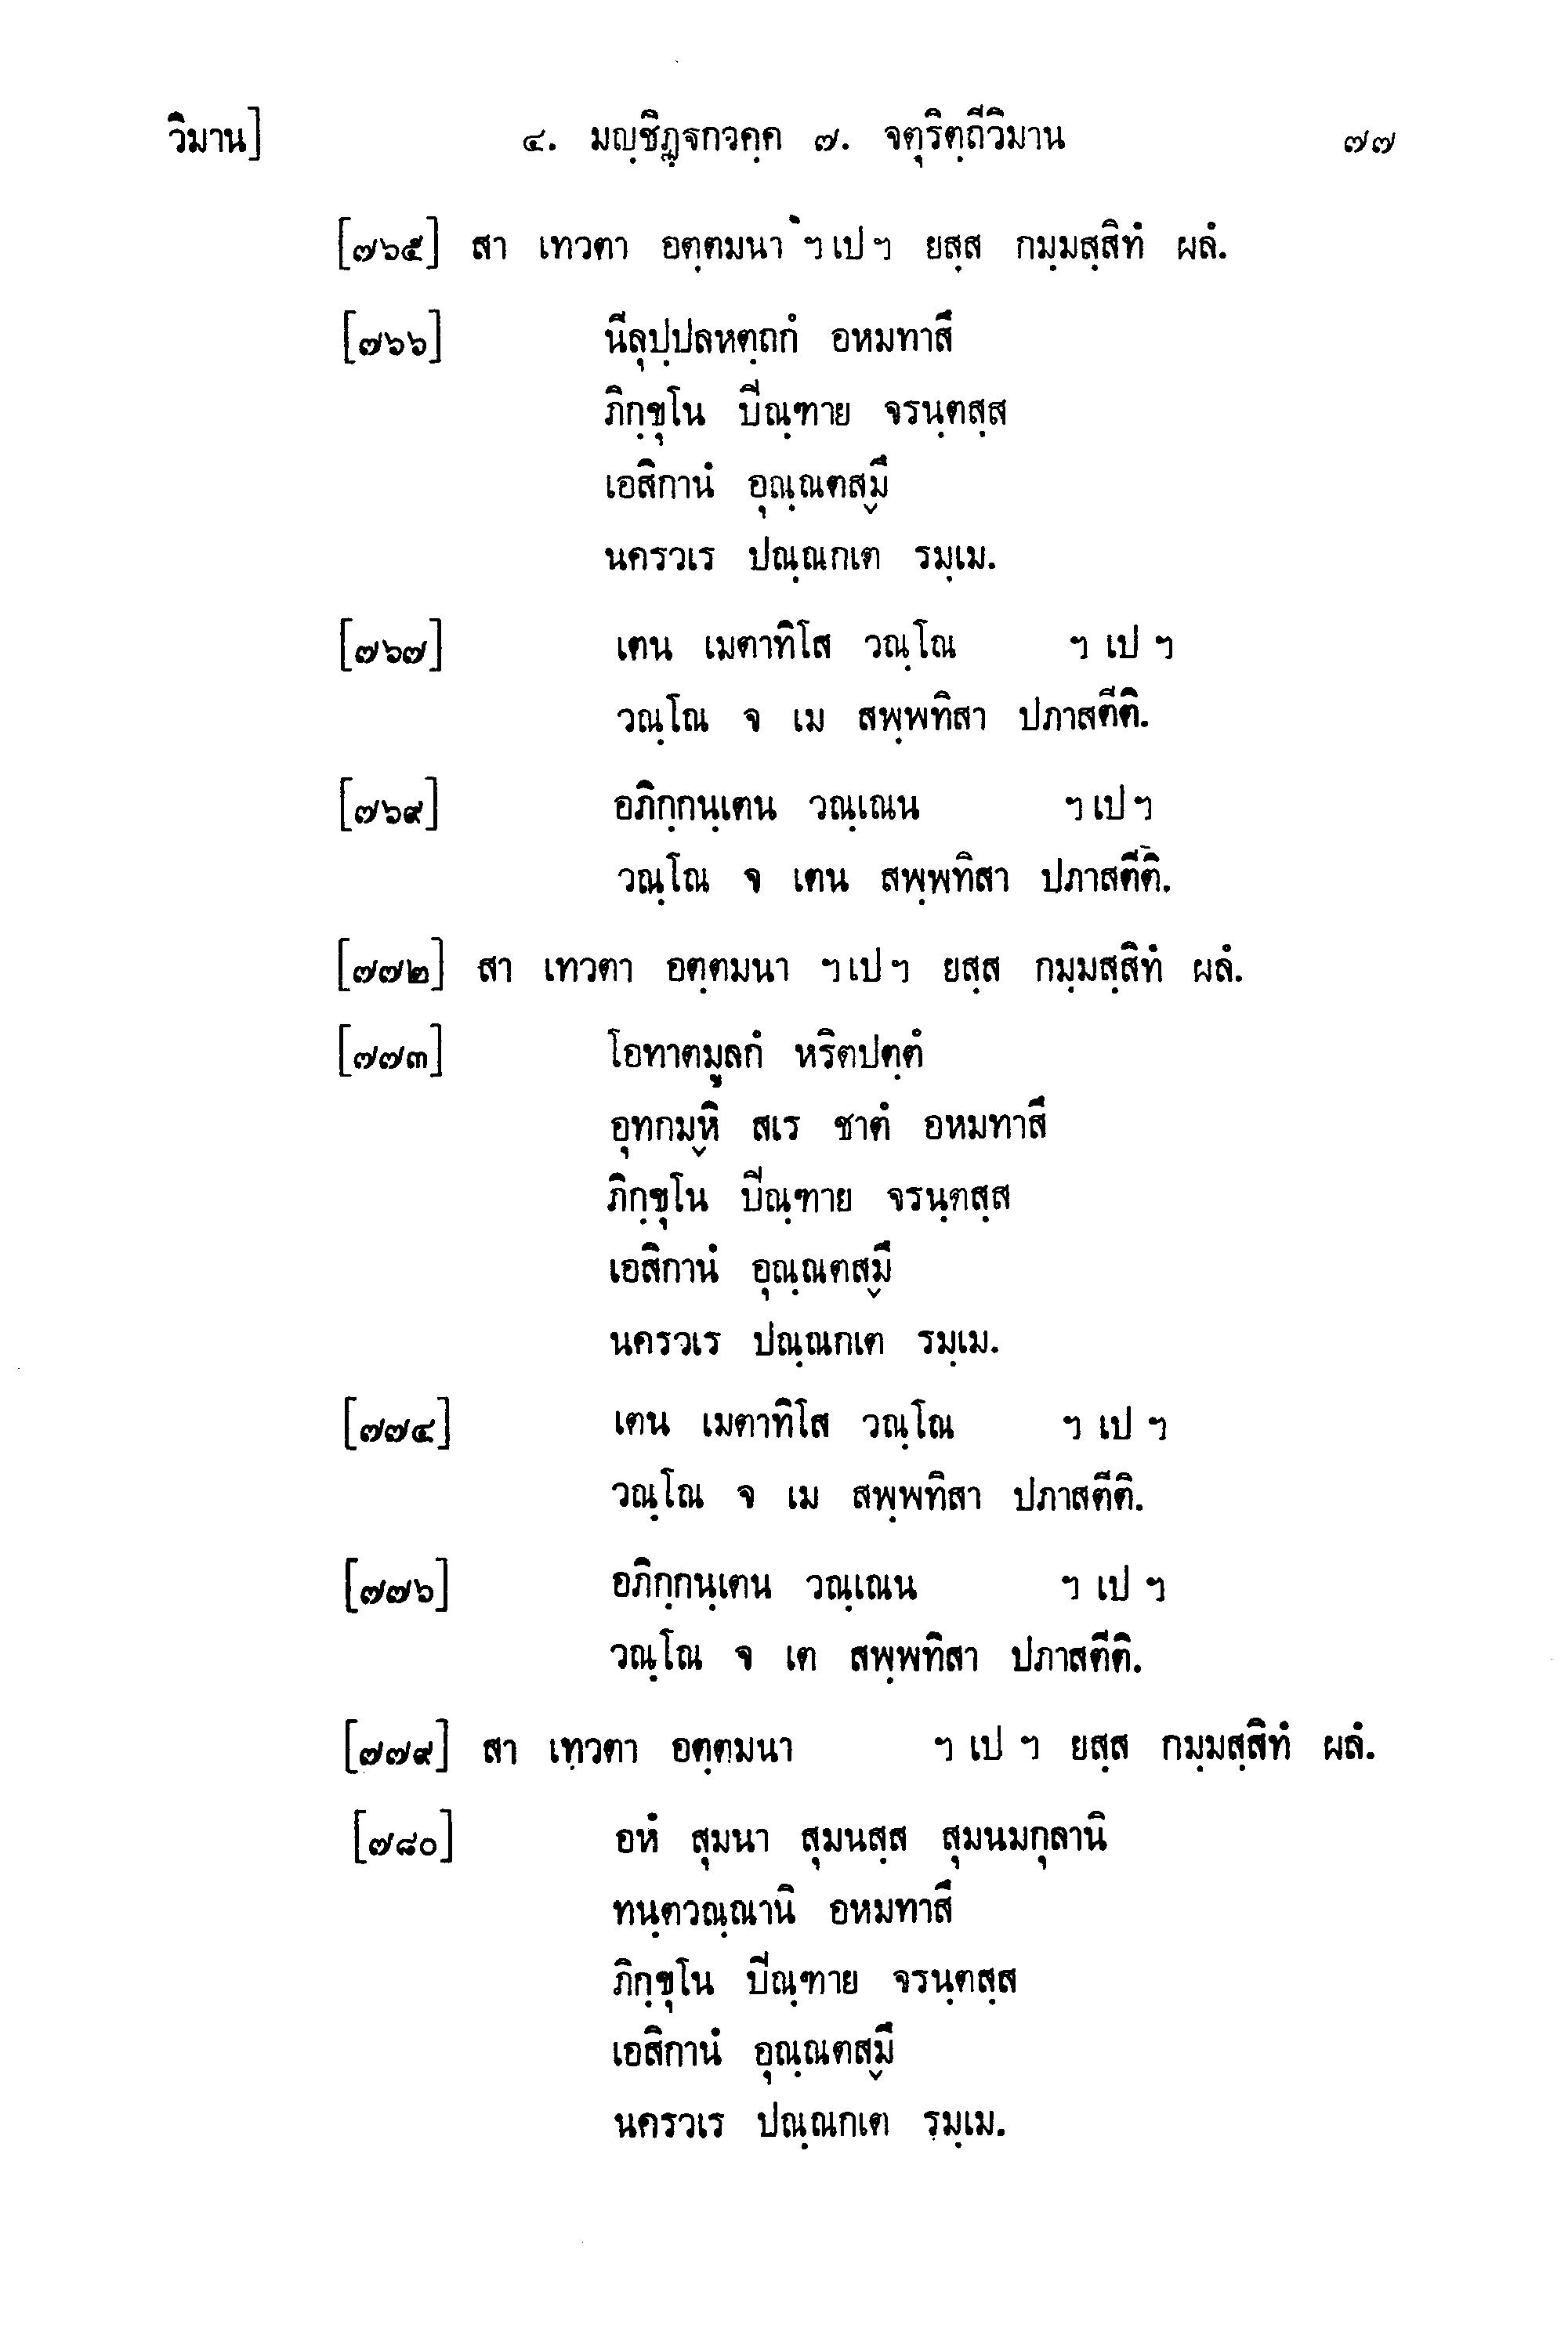 วิมาน] ๔. มญฺชิฏฺฐกวคฺค ๗. จตุริตฺถีวิมาน ๗๗
[๗๖๕] สา เทวตา อตฺตมนา ฯเปฯ ยสฺส กมฺมสฺสิทํ ผลํ.
[๗๖๖] นีลุปฺปลหตฺถกํ อหมทาสึ
ภิกฺขุโน ปิณฺฑาย จรนฺตสฺส
เอสิกานํ อุณฺณตสฺมึ
นครวเร ปณฺณกเต รมฺเม.
[๗๖๗] เตน เมตาทิโส วณฺโณ ฯ เป ฯ
วณฺโณ จ เม สพฺพทิสา ปภาสตีติ.
[๗๖๙] อภิกฺกนฺเตน วณฺเณน ฯเปฯ
วณฺโณ จ เตน สพฺพทิสา ปภาสตีติ.
[๗๗๒] สา เทวตา อตฺตมนา ฯเปฯ ยสฺส กมฺมสฺสิทํ ผลํ.
[๗๗๓] โอทาตมูลกํ หริตปตฺตํ
อุทกมฺหิ สเร ชาตํ อหมทาสึ
ภิกฺขุโน ปิณฺฑาย จรนฺตสฺส
เอสิกานํ อุณฺณตสฺมึ
นครวเร ปณฺณกเต รมฺเม.
[๗๗๔] เตน เมตาทิโส วณฺโณ ฯ เป ฯ
วณฺโณ จ เม สพฺพทิสา ปภาสตีติ.
[๗๗๖] อภิกฺกนฺเตน วณฺเณน ฯ เป ฯ
วณฺโณ จ เต สพฺพทิสา ปภาสตีติ.
[๗๗๙] สา เทวตา อตฺตมนา ฯ เป ฯ ยสฺส กมฺมสฺสิทํ ผลํ.
[๗๘๐] อหํ สุมนา สุมนสฺส สุมนมกุลานิ
ทนฺตวณฺณานิ อหมทาสึ
ภิกฺขุโน ปิณฺฑาย จรนฺตสฺส
เอสิกานํ อุณฺณตสฺมึ
นครวเร ปณฺณกเต รมฺเม.